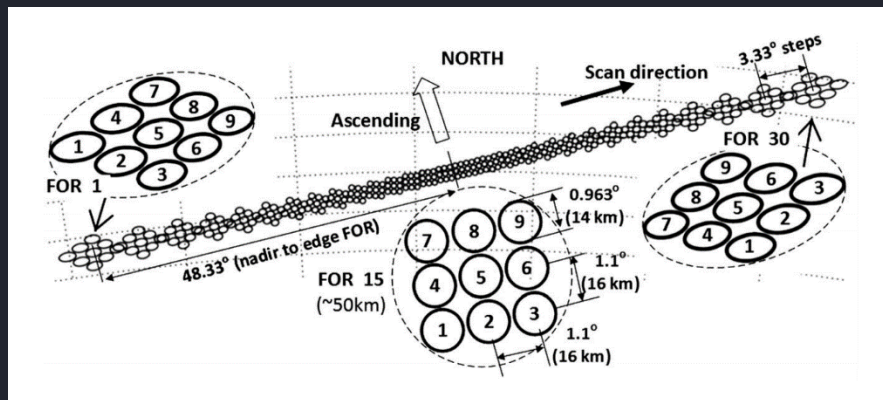 NORTH
3.33° steps
Scan direction
Ascending
7
8
4
9
5
1
6
2
3
FOR 1
FOR 30
9
6
3
8
5
2
7
4
1
48.33° (nadir to edge FOR)
0.963°
(14 km)
9
8
7
FOR 15
(~50km)
6
5
4
1.1°
(16 km)
3
2
1
1.1°
(16 km)